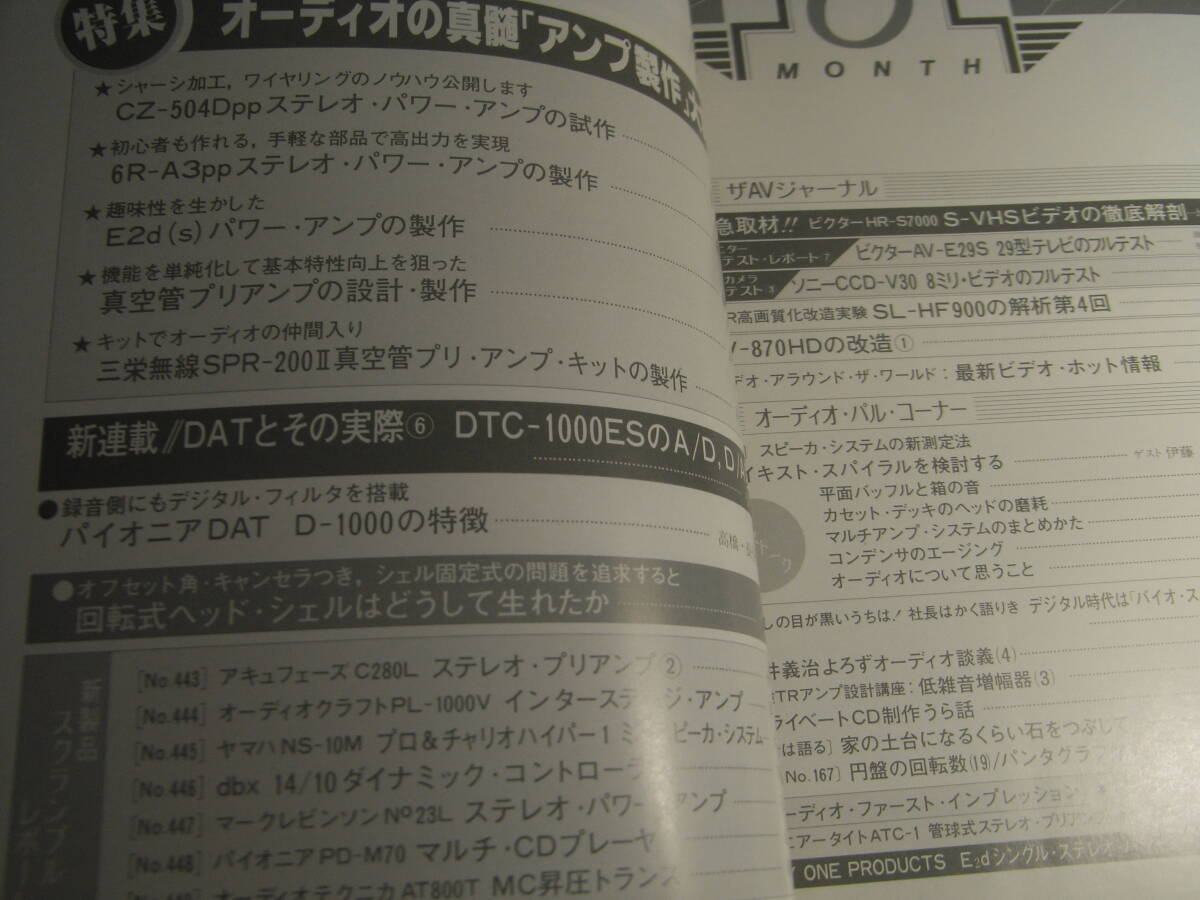 特集
オーディオの真髄「アンプ製作」
★シャーシ加工，ワイヤリングのノウハウ公開します
CZ-504Dppステレオ・パワー・アンプの試作
★初心者も作れる，手軽な部品で高出力を実現
6R-A3ppステレオ・パワー・アンプの製作
★趣味性を生かした
E2d(s)パワー・アンプの製作
★機能を単純化して基本特性向上を狙った
真空管プリアンプの設計・製作
★キットでオーディオの仲間入り
三栄無線SPR-200Ⅱ真空管プリ・アンプ・キットの製作
新連載//DATとその実際⑥ DTC-1000ESのA/D,D/A
●録音側にもデジタル・フィルタを搭載
パイオニアDAT D-1000の特徴
高橋・
●オフセット角・キャンセラつき，シェル固定式の問題を追求すると
回転式ヘッド・シェルはどうして生れたか
新製品
スクランブル
レポー
[No.443] アキュフェーズC280L ステレオ・プリアンプ②
[No.444] オーディオクラフトPL-1000V インターステージ・アンプ
[No.445] ヤマハNS-10M プロ&チャリオハイパー1 ミ ピーカ・システム
[No.446] dbx 14/10ダイナミック・コントローラ
[No.447] マークレビンソンNo23L ステレオ・パワー・アンプ
[No.448] パイオニアPD-M70 マルチ・CDプレーヤ
オーディオテクニカAT800T MC昇圧トランス
MONTH
ザAVジャーナル
急取材!! ビクターHR-S7000 S-VHSビデオの徹底解剖
ター
テスト・レポート7 ビクターAV-E29S 29型テレビのフルテスト
カメラ
テスト③ ソニーCCD-V30 8ミリ・ビデオのフルテスト
R高画質化改造実験 SL-HF900の解析第4回
-870HDの改造①
デオ・アラウンド・ザ・ワールド：最新ビデオ・ホット情報
オーディオ・パル・コーナー
スピーカ・システムの新測定法
イキスト・スパイラルを検討する ゲスト 伊藤
平面バッフルと箱の音
カセット・デッキのヘッドの磨耗
マルチアンプ・システムのまとめかた
コンデンサのエージング
オーディオについて思うこと
しの目が黒いうちは! 社長はかく語りき デジタル時代は「バイオ・ス
井義治よろずオーディオ談義(4)
TRアンプ設計講座：低雑音増幅器(3)
ライベートCD制作うら話
は語る] 家の土台になるくらい石をつぶして
No.167] 円盤の回転数(19)/パンタグラフ
ーディオ・ファースト・インプレッション
ニアータイトATC-1 管球式ステレオ・プリ
Y ONE PRODUCTS E2dシングル・ステレオ